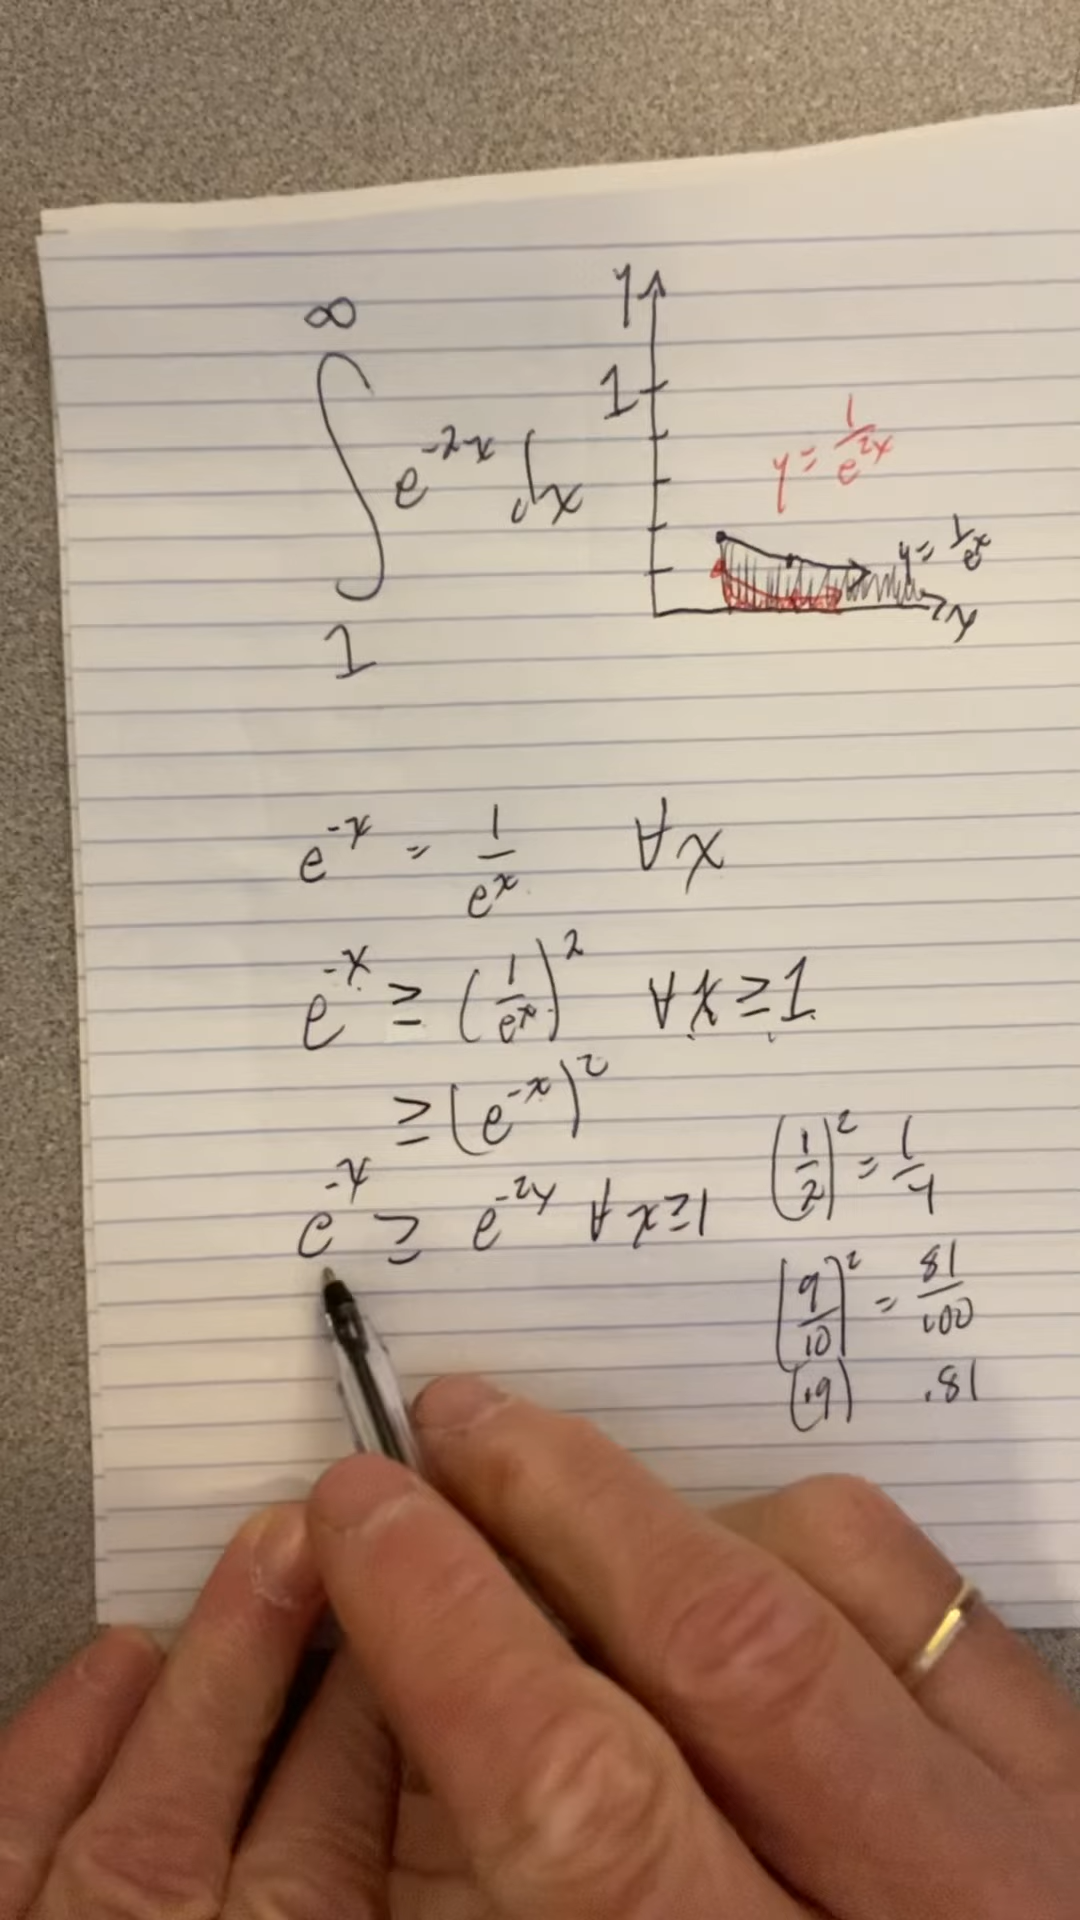 ∞
∫ e^{-2x} dx
1
y
1
y = 1/e^{2x}
y = 1/e^x
x
e^{-x} = 1/e^x ∀x
e^{-x} ≥ (1/e^x)^2 ∀x ≥ 1
≥ (e^{-x})^2
e^{-x} ≥ e^{-2x} ∀x≥1
(1/2)^2 = 1/4
(9/10)^2 = 81/100
(.9) .81